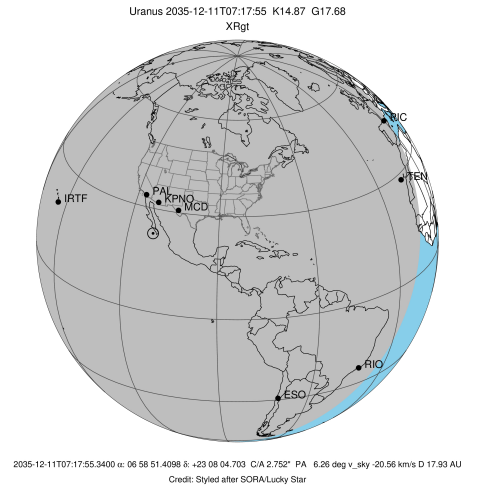 Uranus 2035-12-11T07:17:55  K14.87  G17.68
XRgt
PIC
TEN
IRTF
PAL
KPNO
MCD
RIO
ESO
2035-12-11T07:17:55.3400 α: 06 58 51.4098 δ: +23 08 04.703  C/A 2.752"  PA   6.26 deg v_sky -20.56 km/s D 17.93 AU
Credit: Styled after SORA/Lucky Star